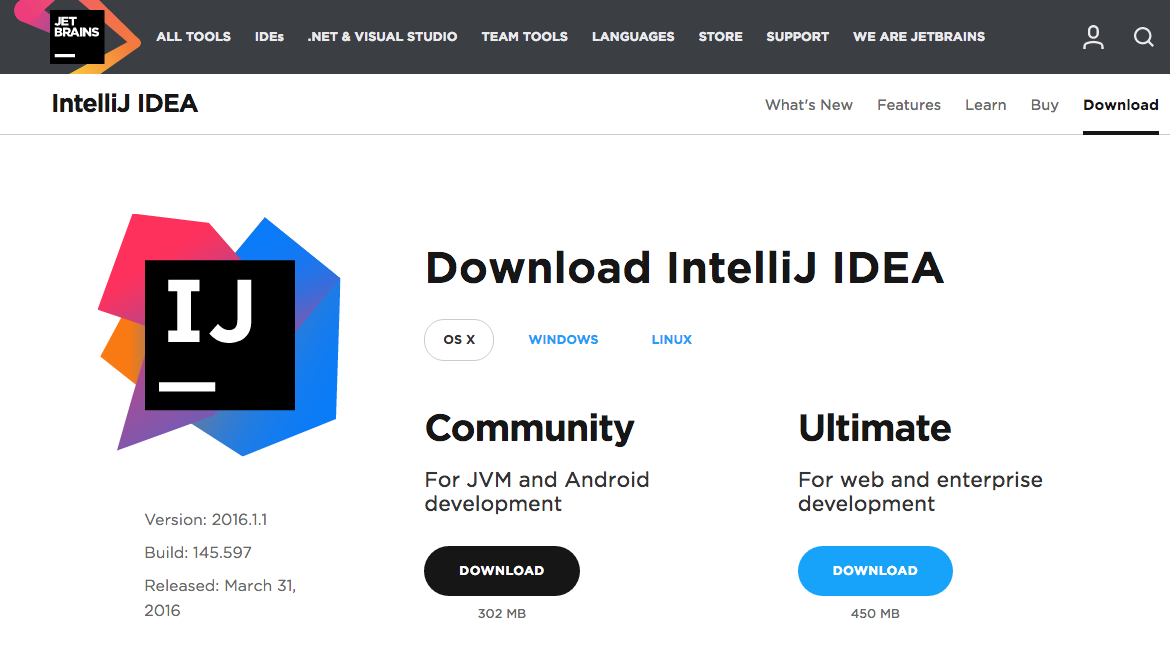 JET
BRAINS
ALL TOOLS IDEs .NET & VISUAL STUDIO TEAM TOOLS LANGUAGES STORE SUPPORT WE ARE JETBRAINS
IntelliJ IDEA
What's New Features Learn Buy Download
IJ
Download IntelliJ IDEA
OS X WINDOWS LINUX
Community
For JVM and Android
development
DOWNLOAD
302 MB
Ultimate
For web and enterprise
development
DOWNLOAD
450 MB
Version: 2016.1.1
Build: 145.597
Released: March 31,
2016